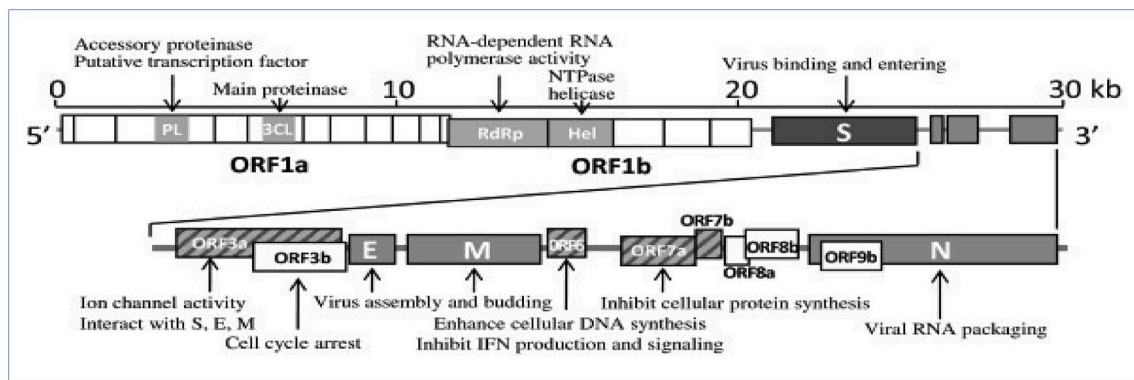 Accessory proteinase
Putative transcription factor
RNA-dependent RNA
polymerase activity
NTPase
helicase
Virus binding and entering
Main proteinase
0
10
20
30 kb
5′
PL
3CL
RdRp
Hel
S
3′
ORF1a
ORF1b
ORF3a
ORF3b
E
M
ORF6
ORF7a
ORF7b
ORF8a
ORF8b
ORF9b
N
Ion channel activity
Interact with S, E, M
Cell cycle arrest
Virus assembly and budding
Enhance cellular DNA synthesis
Inhibit IFN production and signaling
Inhibit cellular protein synthesis
Viral RNA packaging